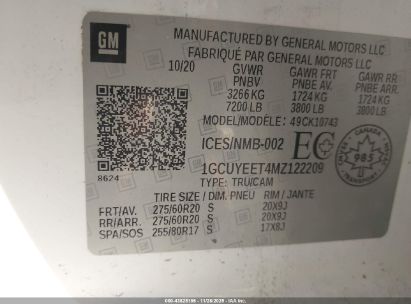 GM
MANUFACTURED BY GENERAL MOTORS LLC
FABRIQUÉ PAR GENERAL MOTORS LLC
10/20 GVWR GAWR FRT GAWR RR
PNBV PNBE AV. PNBE ARR
3266 KG 1724 KG 1724 KG
7200 LB 3800 LB 3800 LB
MODEL/MODÈLE: 49CK10743
ICES/NMB-002 EC
CANADA
985
1GCUYEET4MZ122209
8624
TYPE: TRU/CAM
TIRE SIZE / DIM. PNEU RIM / JANTE
FRT/AV. 275/60R20 S 20X9J
RR/ARR. 275/60R20 S 20X9J
SPA/SOS 255/80R17 S 17X8J